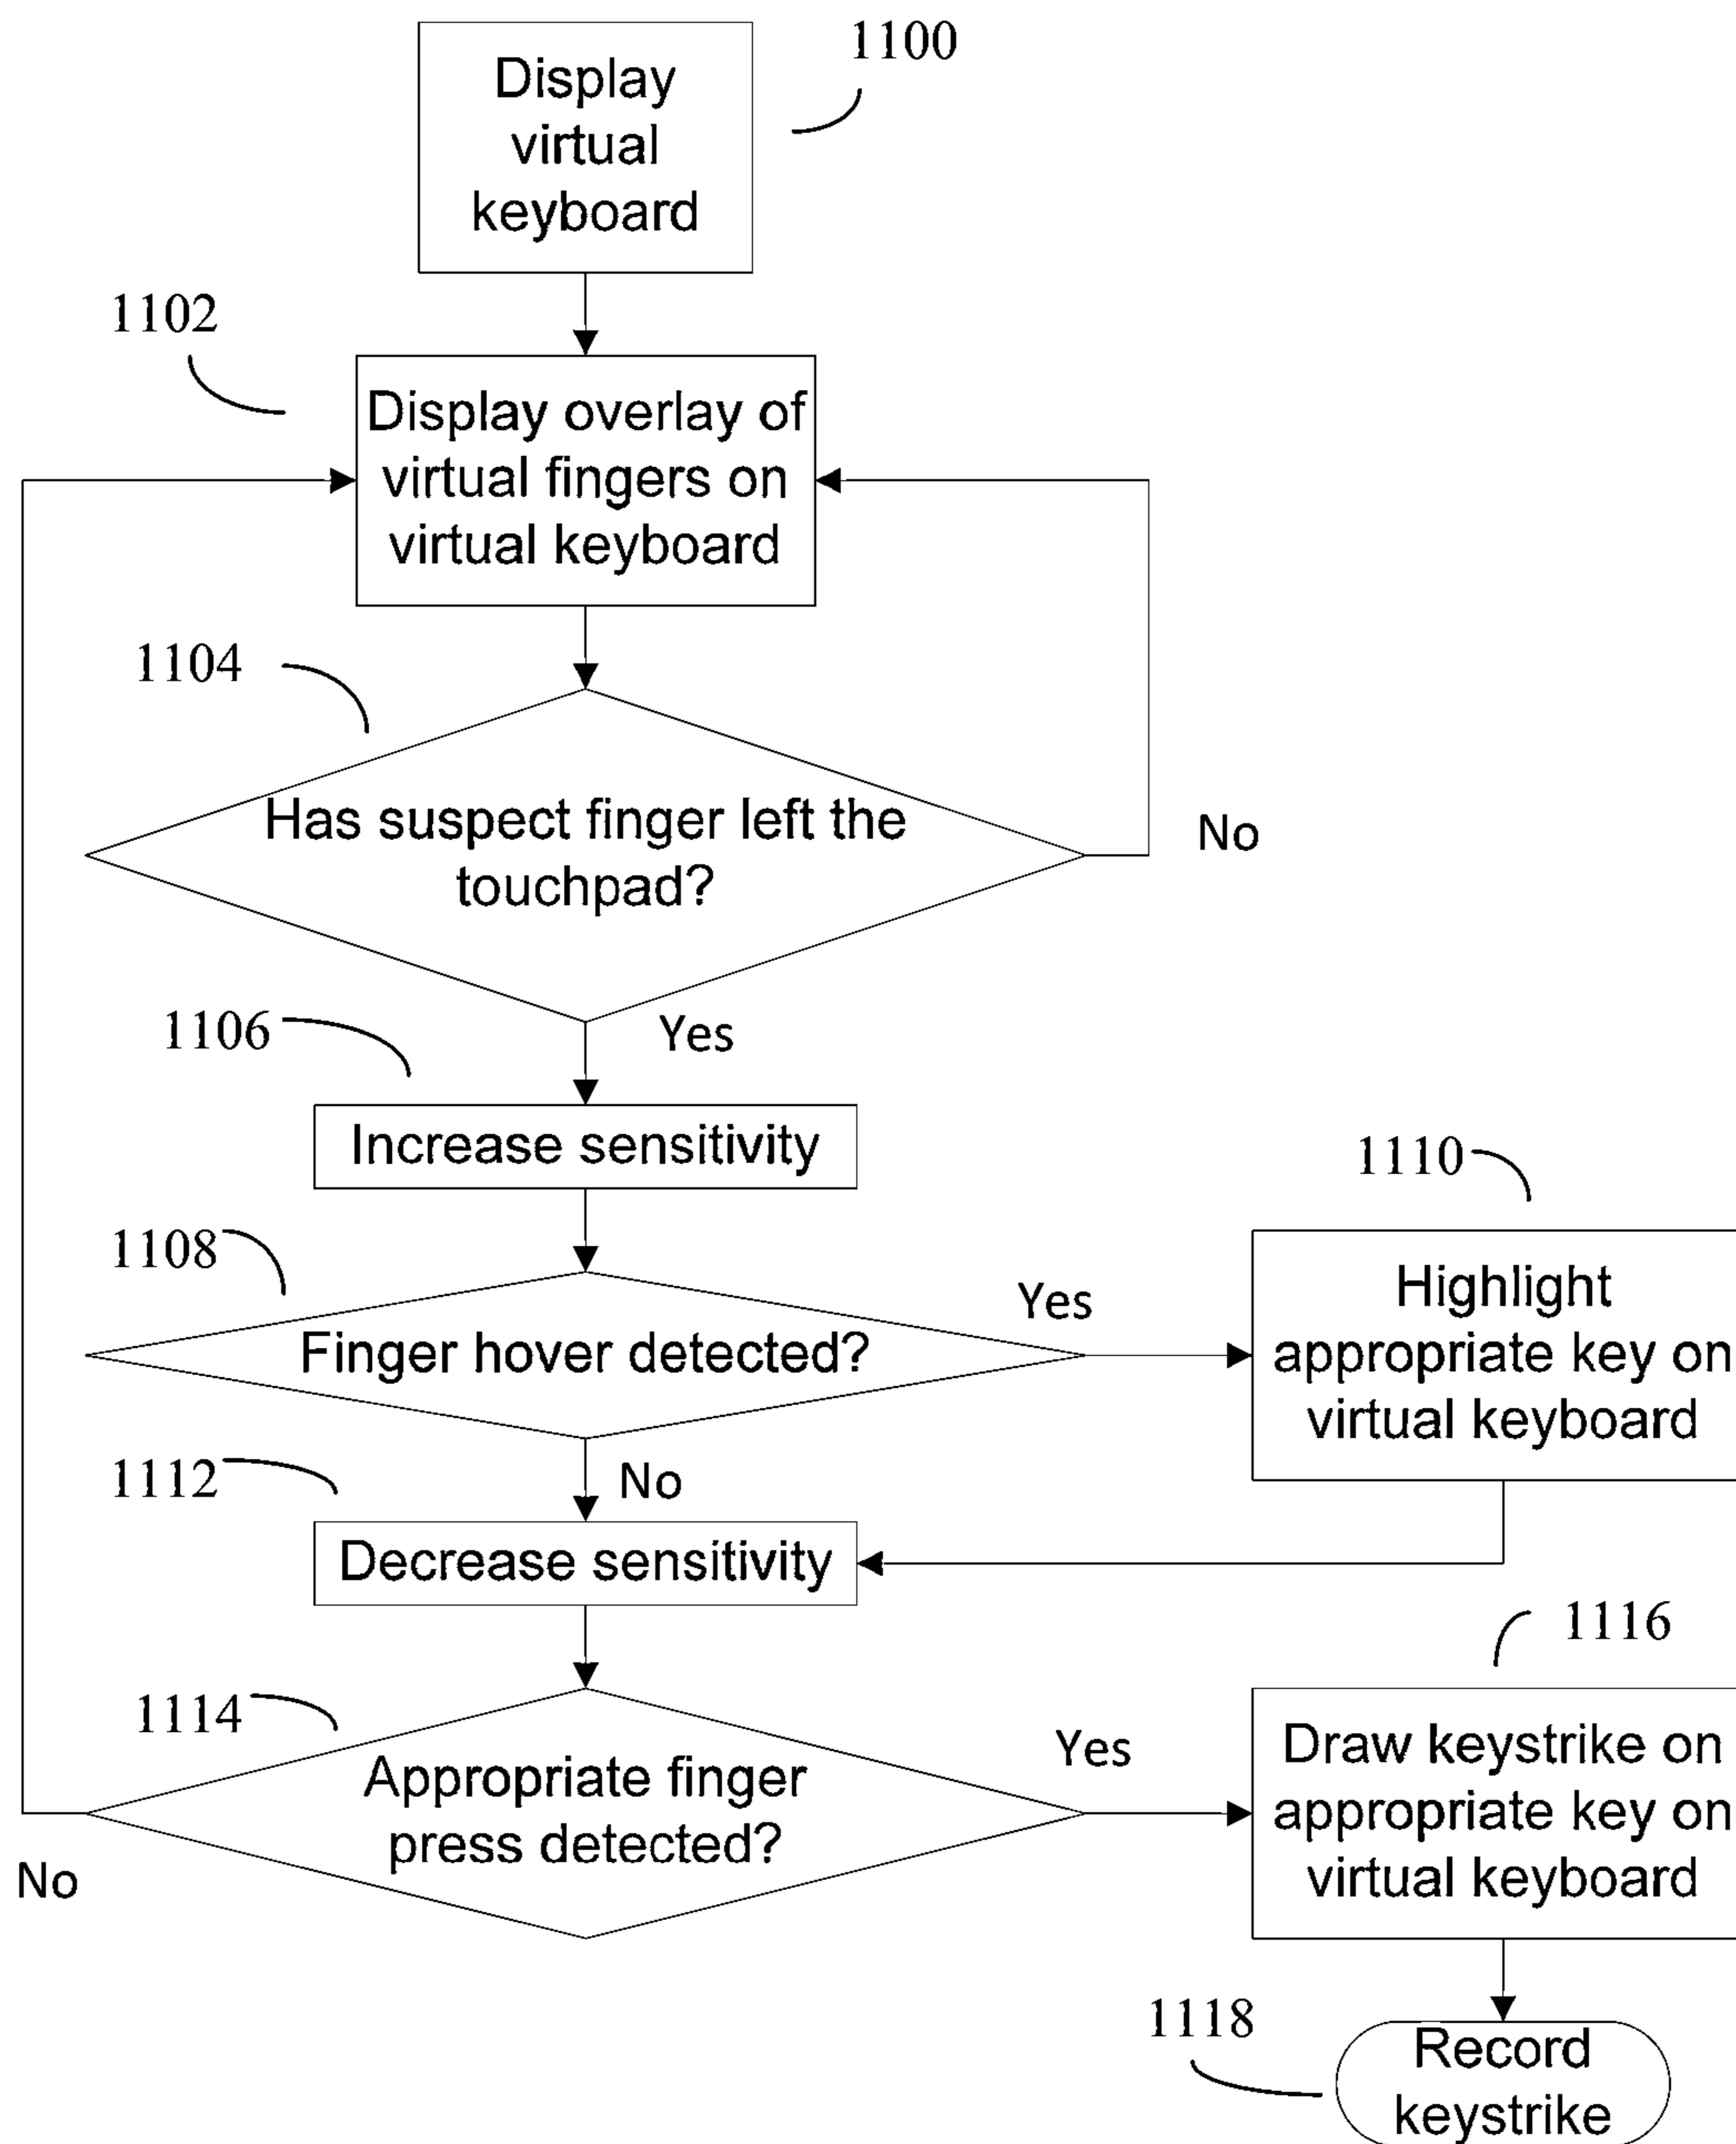 1100
Display
virtual
keyboard
1102
Display overlay of
virtual fingers on
virtual keyboard
1104
Has suspect finger left the
touchpad?
No
1106
Yes
Increase sensitivity
1108
Finger hover detected?
Yes
1110
Highlight
appropriate key on
virtual keyboard
1112
No
Decrease sensitivity
1114
Appropriate finger
press detected?
No
Yes
1116
Draw keystrike on
appropriate key on
virtual keyboard
1118
Record
keystrike